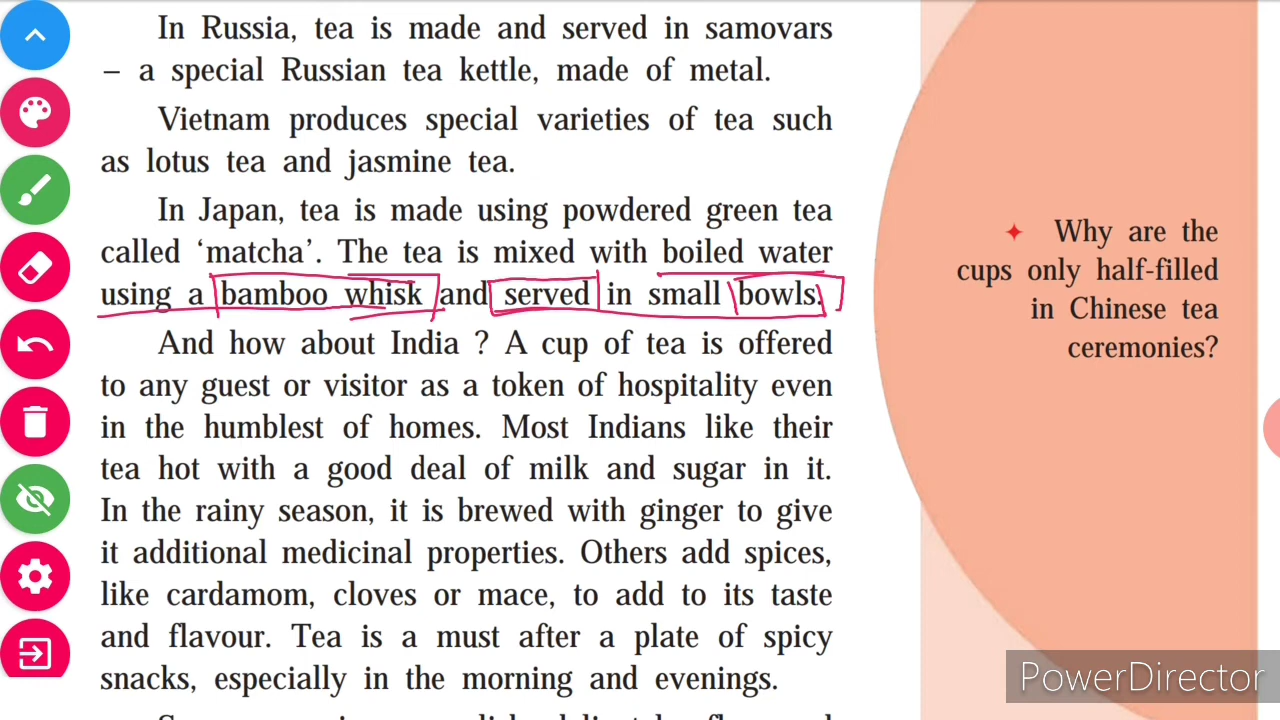 In Russia, tea is made and served in samovars
– a special Russian tea kettle, made of metal.
Vietnam produces special varieties of tea such
as lotus tea and jasmine tea.
In Japan, tea is made using powdered green tea
called ‘matcha’. The tea is mixed with boiled water
using a bamboo whisk and served in small bowls.
And how about India ? A cup of tea is offered
to any guest or visitor as a token of hospitality even
in the humblest of homes. Most Indians like their
tea hot with a good deal of milk and sugar in it.
In the rainy season, it is brewed with ginger to give
it additional medicinal properties. Others add spices,
like cardamom, cloves or mace, to add to its taste
and flavour. Tea is a must after a plate of spicy
snacks, especially in the morning and evenings.
Why are the
cups only half-filled
in Chinese tea
ceremonies?
PowerDirector